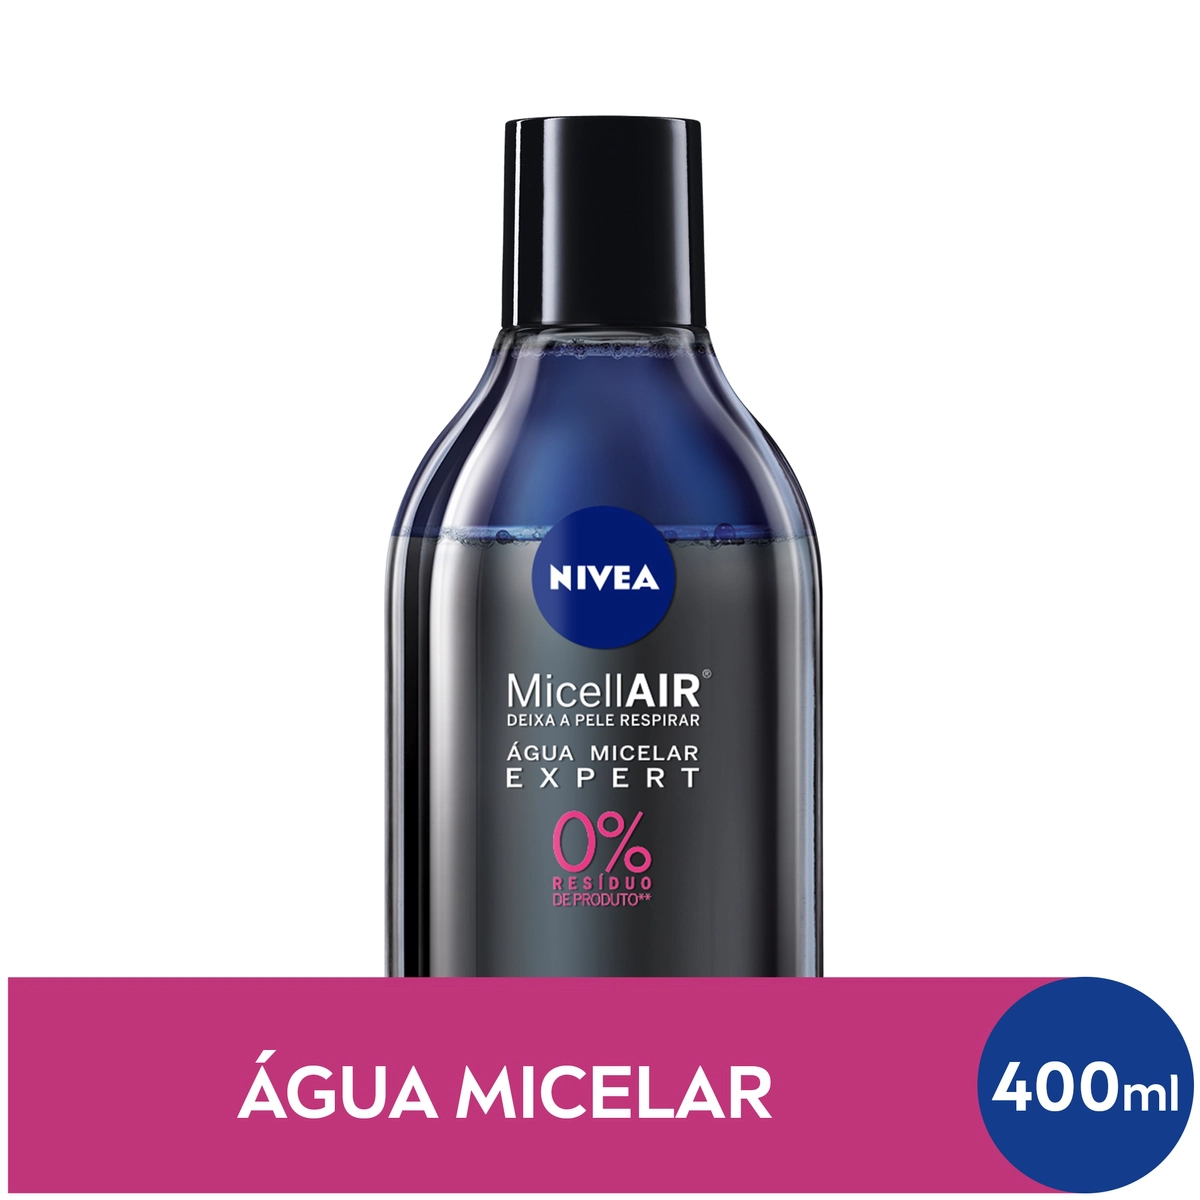 NIVEA
MicellAIR®
DEIXA A PELE RESPIRAR
ÁGUA MICELAR
EXPERT
0%
RESÍDUO
DE PRODUTO**
ÁGUA MICELAR
400ml